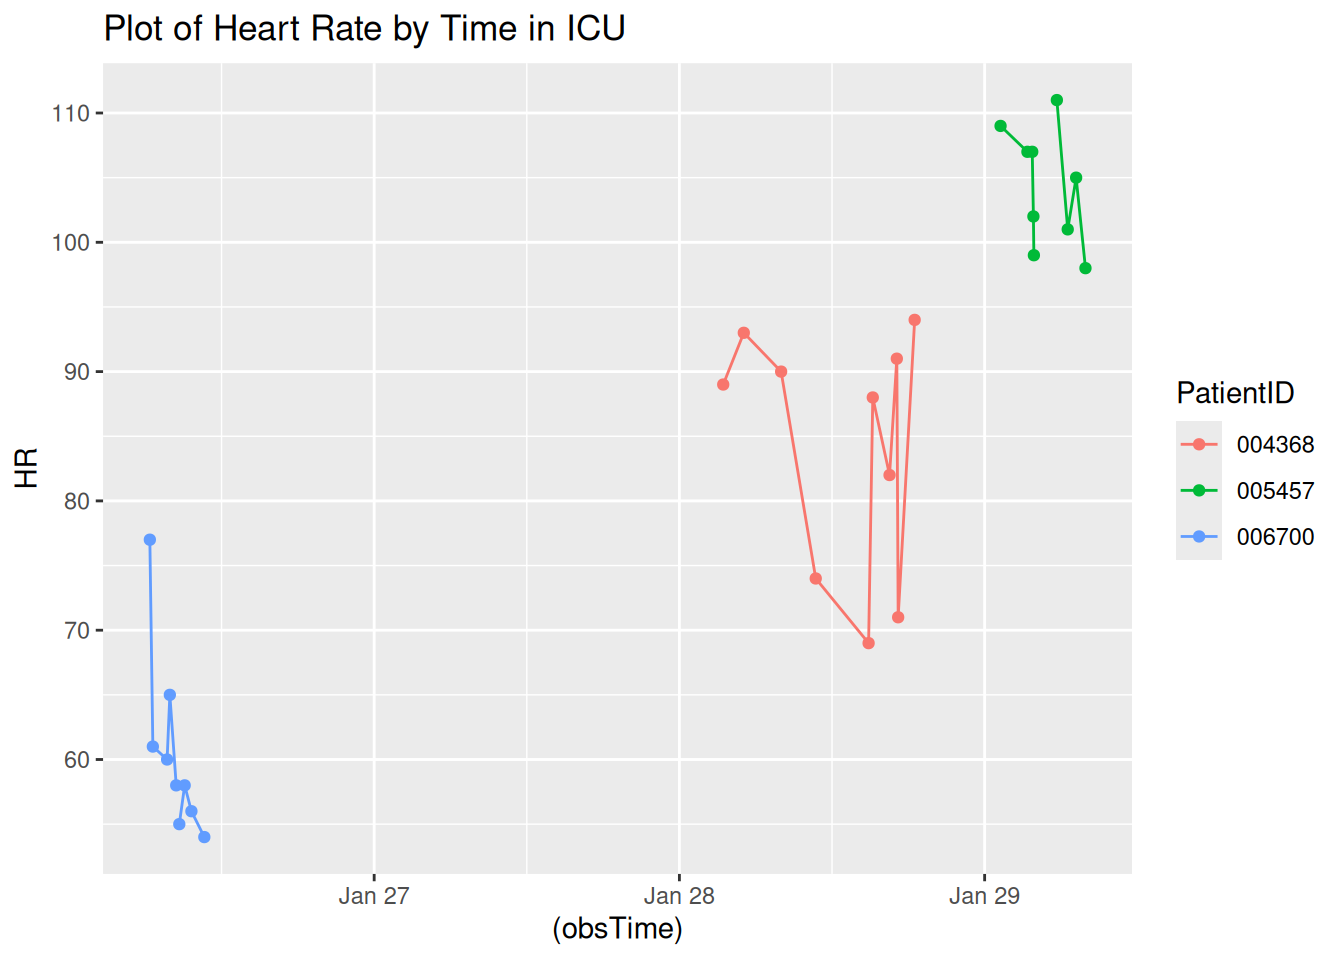 Plot of Heart Rate by Time in ICU
110
100
90
80
70
60
HR
Jan 27
Jan 28
Jan 29
(obsTime)
PatientID
004368
005457
006700